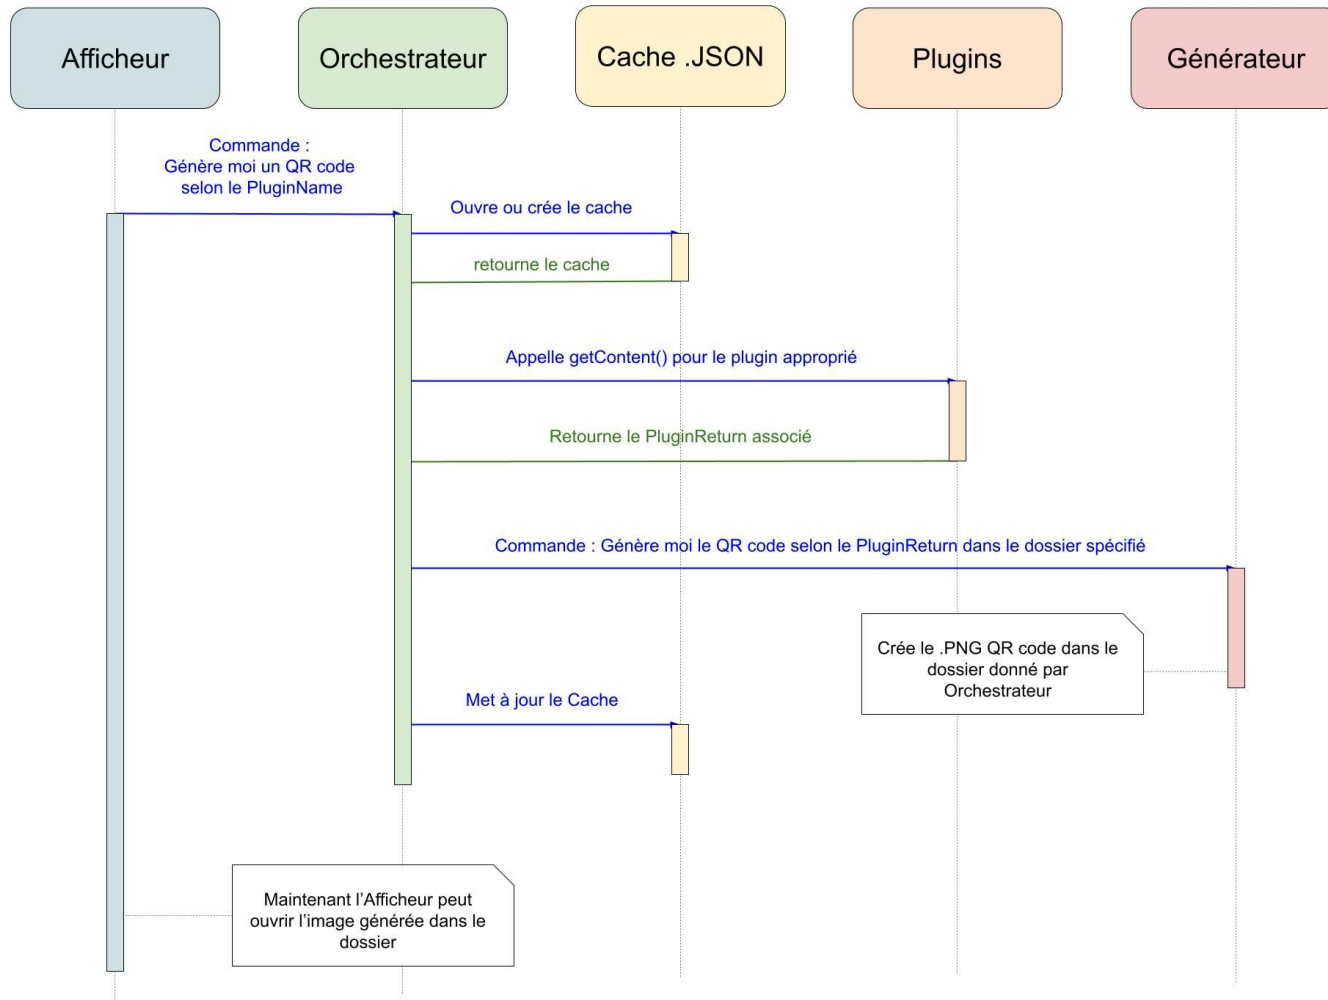 Afficheur
Orchestrateur
Cache .JSON
Plugins
Générateur
Commande :
Génère moi un QR code
selon le PluginName
Ouvre ou crée le cache
retourne le cache
Appelle getContent() pour le plugin approprié
Retourne le PluginReturn associé
Commande : Génère moi le QR code selon le PluginReturn dans le dossier spécifié
Crée le .PNG QR code dans le
dossier donné par
Orchestrateur
Met à jour le Cache
Maintenant l'Afficheur peut
ouvrir l'image générée dans le
dossier